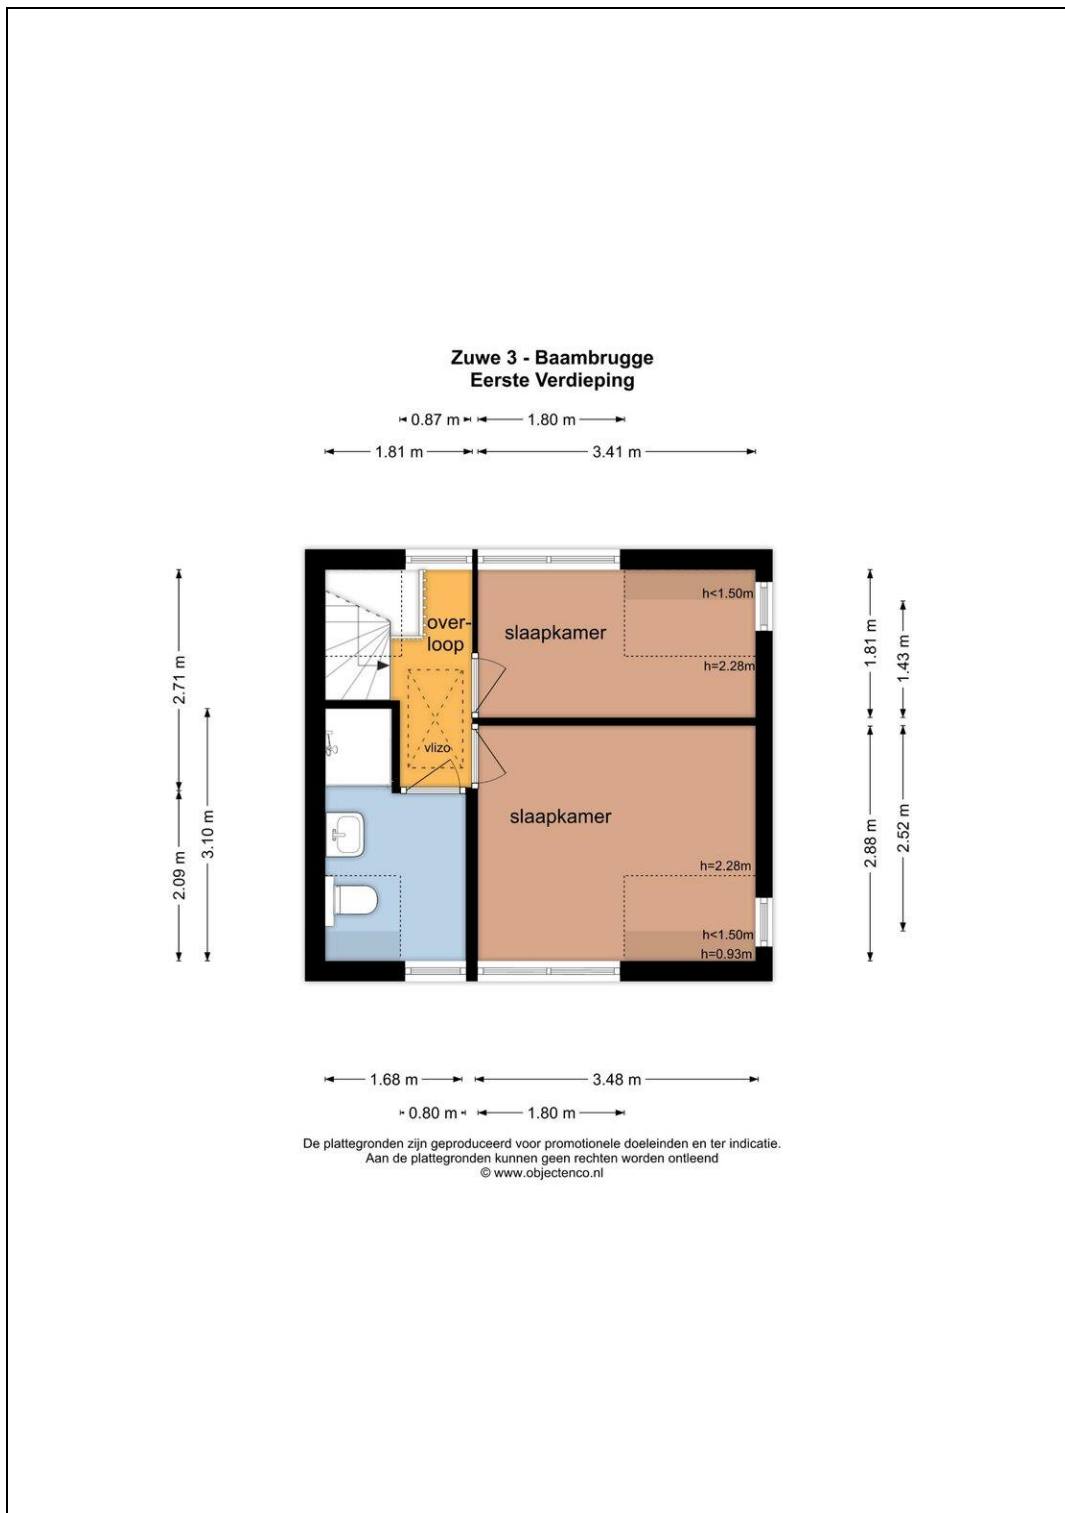 Zuwe 3 - Baambrugge
Eerste Verdieping
0.87 m
1.80 m
1.81 m
3.41 m
h<1.50m
over-
loop
slaapkamer
h=2.28m
1.81 m
1.43 m
2.71 m
vlizo
slaapkamer
3.10 m
2.09 m
2.88 m
2.52 m
h=2.28m
h<1.50m
h=0.93m
1.68 m
3.48 m
0.80 m
1.80 m
De plattegronden zijn geproduceerd voor promotionele doeleinden en ter indicatie.
Aan de plattegronden kunnen geen rechten worden ontleend
© www.objectenco.nl